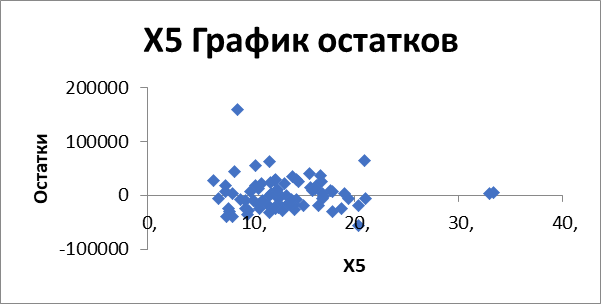 X5 График остатков
200000
100000
0
-100000
0, 10, 20, 30, 40,
Остатки
X5